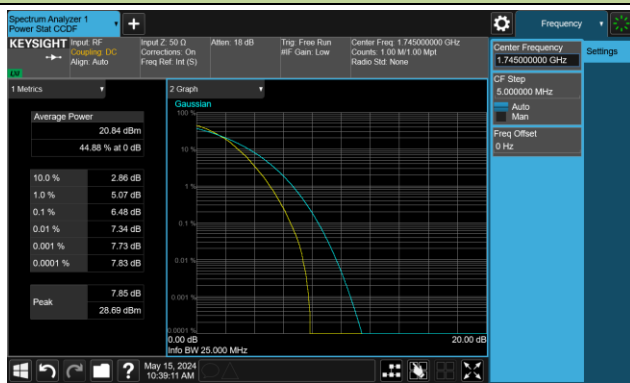 Spectrum Analyzer 1
Power Stat CCDF
Frequency
KEYSIGHT
Input: RF
Coupling: DC
Align: Auto
Input Z: 50 Ω
Corrections: On
Freq Ref: Int (S)
Atten: 18 dB
Trig: Free Run
#IF Gain: Low
Center Freq: 1.745000000 GHz
Counts: 1.00 M/1.00 Mpt
Radio Std: None
LW
Center Frequency
1.745000000 GHz
Settings
CF Step
5.000000 MHz
Auto
Man
Freq Offset
0 Hz
1 Metrics
Average Power
20.84 dBm
44.88 % at 0 dB
10.0 % 2.86 dB
1.0 % 5.07 dB
0.1 % 6.48 dB
0.01 % 7.34 dB
0.001 % 7.73 dB
0.0001 % 7.83 dB
Peak
7.85 dB
28.69 dBm
2 Graph
Gaussian
100 %
10 %
1 %
0.1 %
0.01 %
0.001 %
0.0001 %
0.00 dB 20.00 dB
Info BW 25.000 MHz
?
May 15, 2024
10:39:11 AM